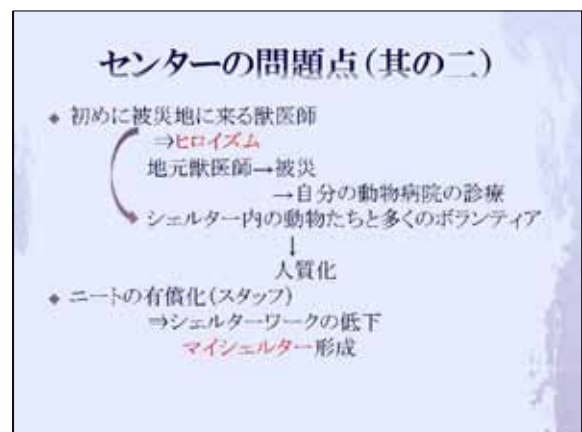 センターの問題点(其の二)
◆ 初めに被災地に来る獣医師
⇒ヒロイズム
地元獣医師→被災
→自分の動物病院の診療
シェルター内の動物たちと多くのボランティア
↓
人質化
◆ ニートの有償化(スタッフ)
⇒シェルターワークの低下
マイシェルター形成